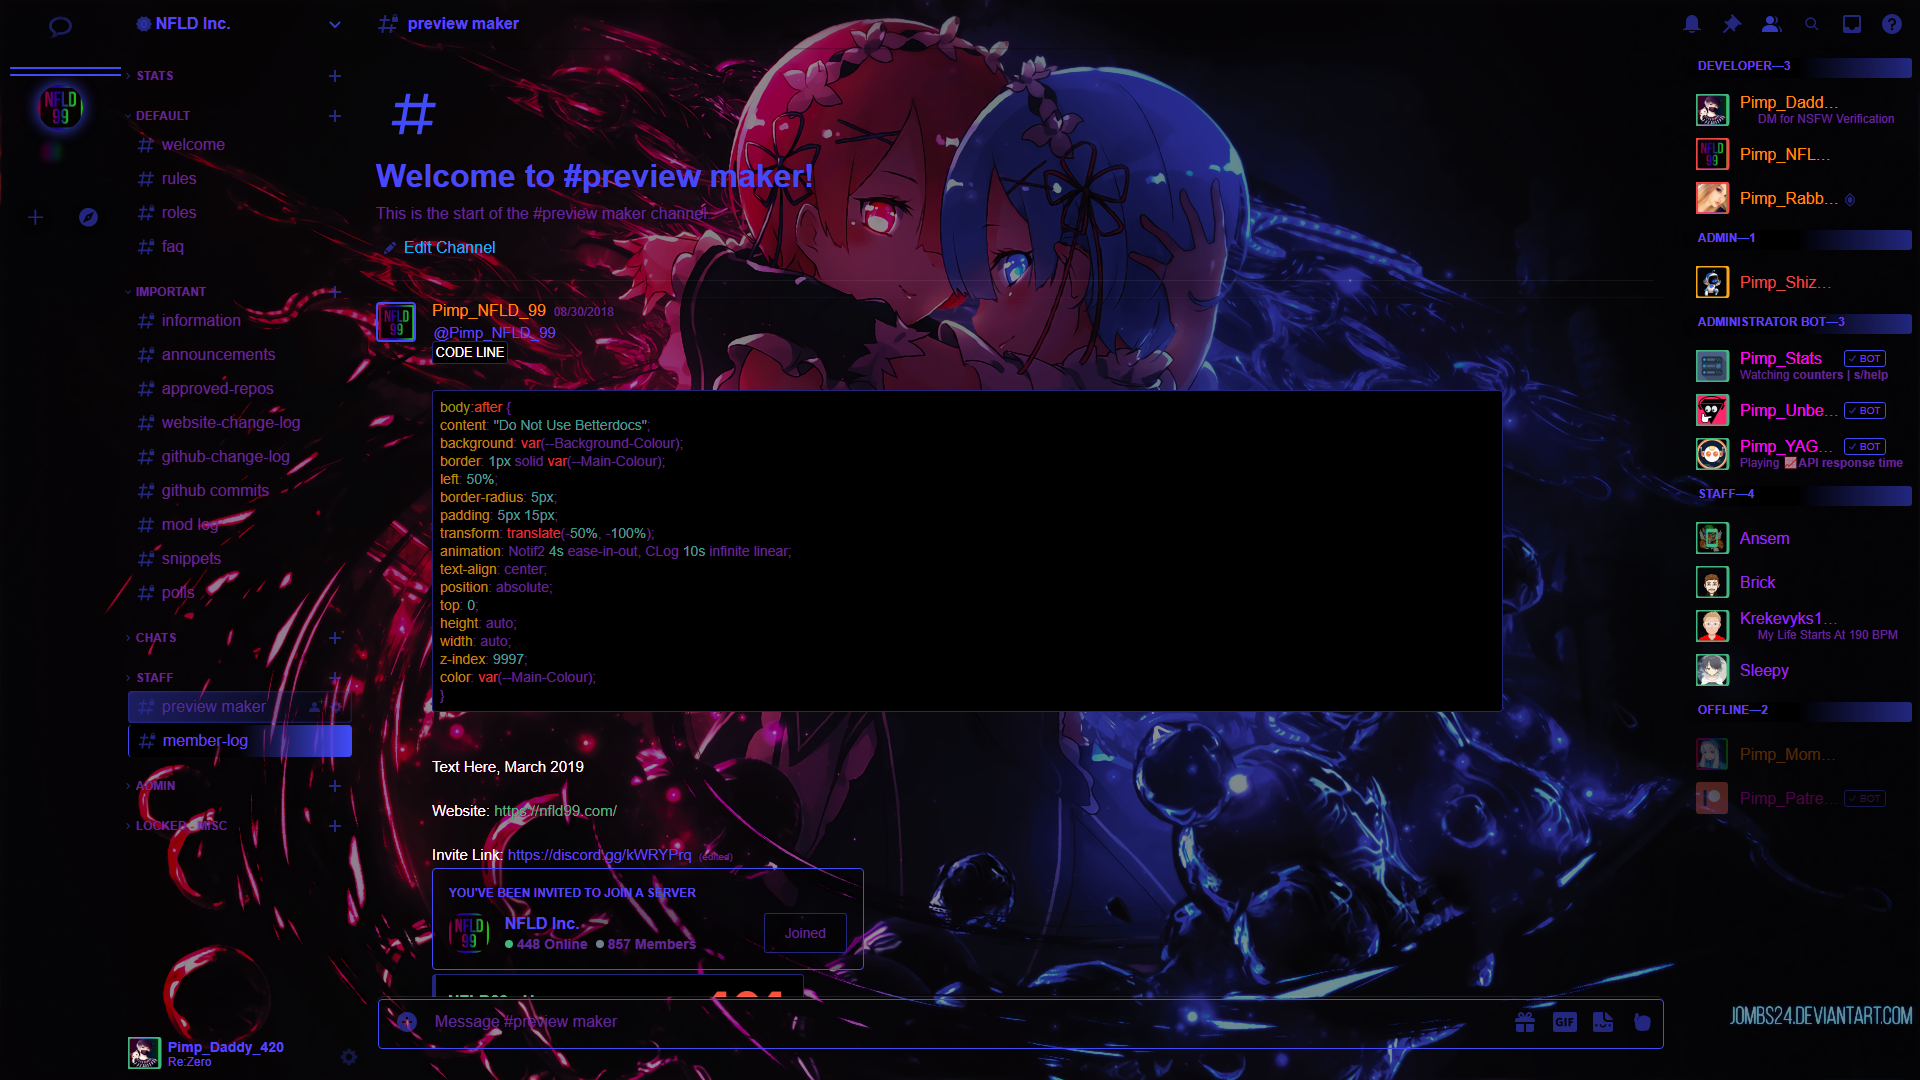 NFLD Inc.
STATS
DEFAULT
welcome
rules
roles
faq
IMPORTANT
information
announcements
approved-repos
website-change-log
github-change-log
github commits
mod log
snippets
polls
CHATS
STAFF
preview maker
member-log
ADMIN
LOCKED - MISC
Pimp_Daddy_420
Re:Zero
NFLD
99
preview maker
#
Welcome to #preview maker!
This is the start of the #preview maker channel.
Edit Channel
NFLD
99
Pimp_NFLD_99 08/30/2018
@Pimp_NFLD_99
CODE LINE
body:after {
content: "Do Not Use Betterdocs";
background: var(--Background-Colour);
border: 1px solid var(--Main-Colour);
left: 50%;
border-radius: 5px;
padding: 5px 15px;
transform: translate(-50%, -100%);
animation: Notif2 4s ease-in-out, CLog 10s infinite linear;
text-align: center;
position: absolute;
top: 0;
height: auto;
width: auto;
z-index: 9997;
color: var(--Main-Colour);
}
Text Here, March 2019
Website: https://nfld99.com/
Invite Link: https://discord.gg/kWRYPrq (edited)
YOU'VE BEEN INVITED TO JOIN A SERVER
NFLD
99
NFLD Inc.
448 Online 857 Members
Joined
Message #preview maker
GIF
DEVELOPER—3
Pimp_Dadd...
DM for NSFW Verification
NFLD
99
Pimp_NFL...
Pimp_Rabb...
ADMIN—1
Pimp_Shiz...
ADMINISTRATOR BOT—3
Pimp_Stats BOT
Watching counters | s/help
Pimp_Unbe... BOT
Pimp_YAG... BOT
Playing API response time
STAFF—4
Ansem
Brick
Krekevyks1...
My Life Starts At 190 BPM
Sleepy
OFFLINE—2
Pimp_Mom...
Pimp_Patre... BOT
JOMBS24.DEVIANTART.COM